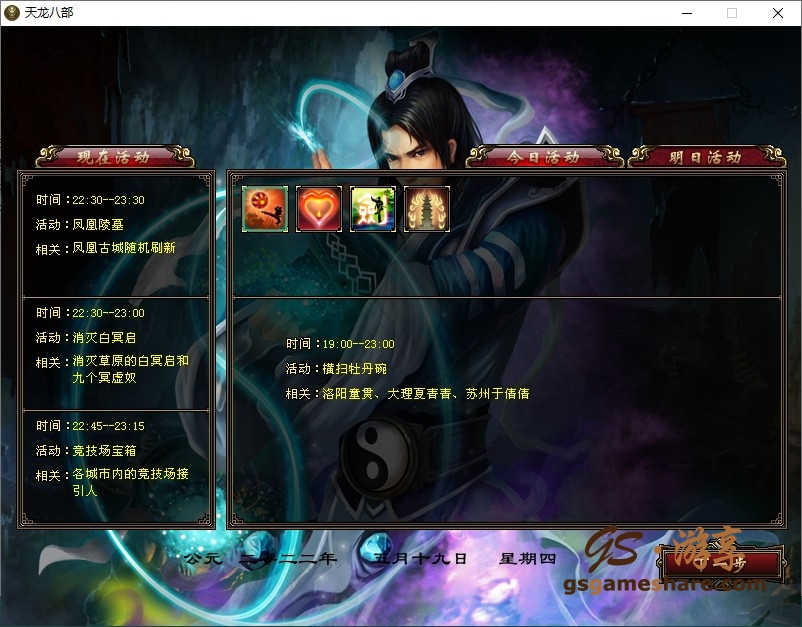 天龙八部
现在活动
今日活动
明日活动
时间：22:30--23:30
活动：凤凰陵墓
相关：凤凰古城随机刷新
时间：22:30--23:00
活动：消灭白冥启
相关：消灭草原的白冥启和
九个冥虚奴
时间：22:45--23:15
活动：竞技场宝箱
相关：各城市内的竞技场接
引人
时间：19:00--23:00
活动：横扫牡丹碗
相关：洛阳童贯、大理夏青青、苏州于倩倩
公元 二零二二年 五月十九日 星期四
GS·游享
gsgameshare.com